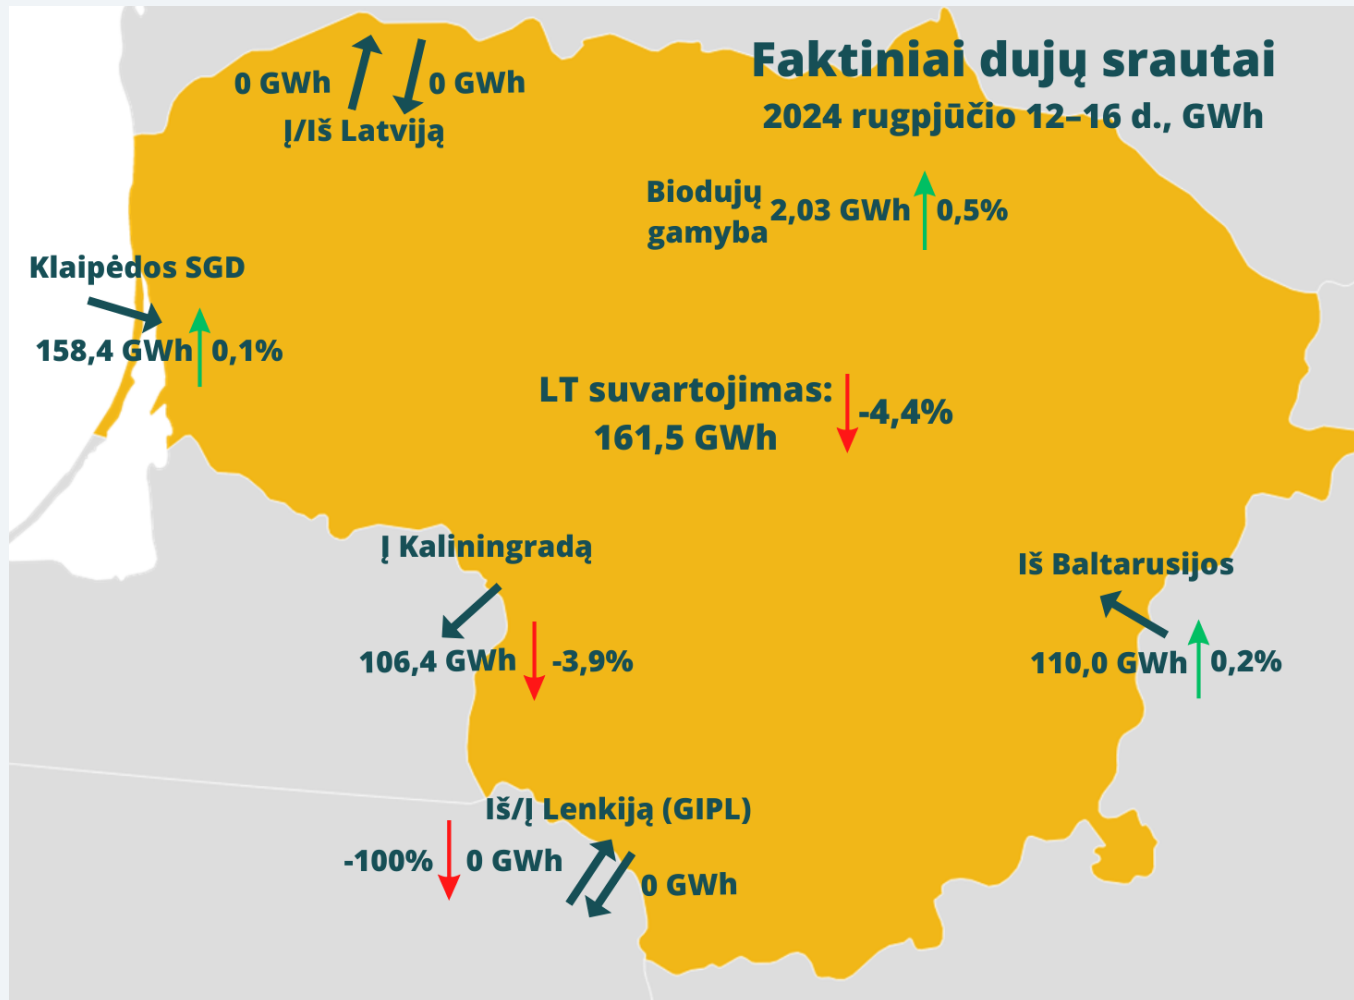 Faktiniai dujų srautai
2024 rugpjūčio 12–16 d., GWh
0 GWh
0 GWh
Į/Iš Latviją
Biodujų
gamyba
2,03 GWh
0,5%
Klaipėdos SGD
158,4 GWh
0,1%
LT suvartojimas:
161,5 GWh
-4,4%
Į Kaliningradą
106,4 GWh
-3,9%
Iš Baltarusijos
110,0 GWh
0,2%
Iš/Į Lenkiją (GIPL)
-100%
0 GWh
0 GWh